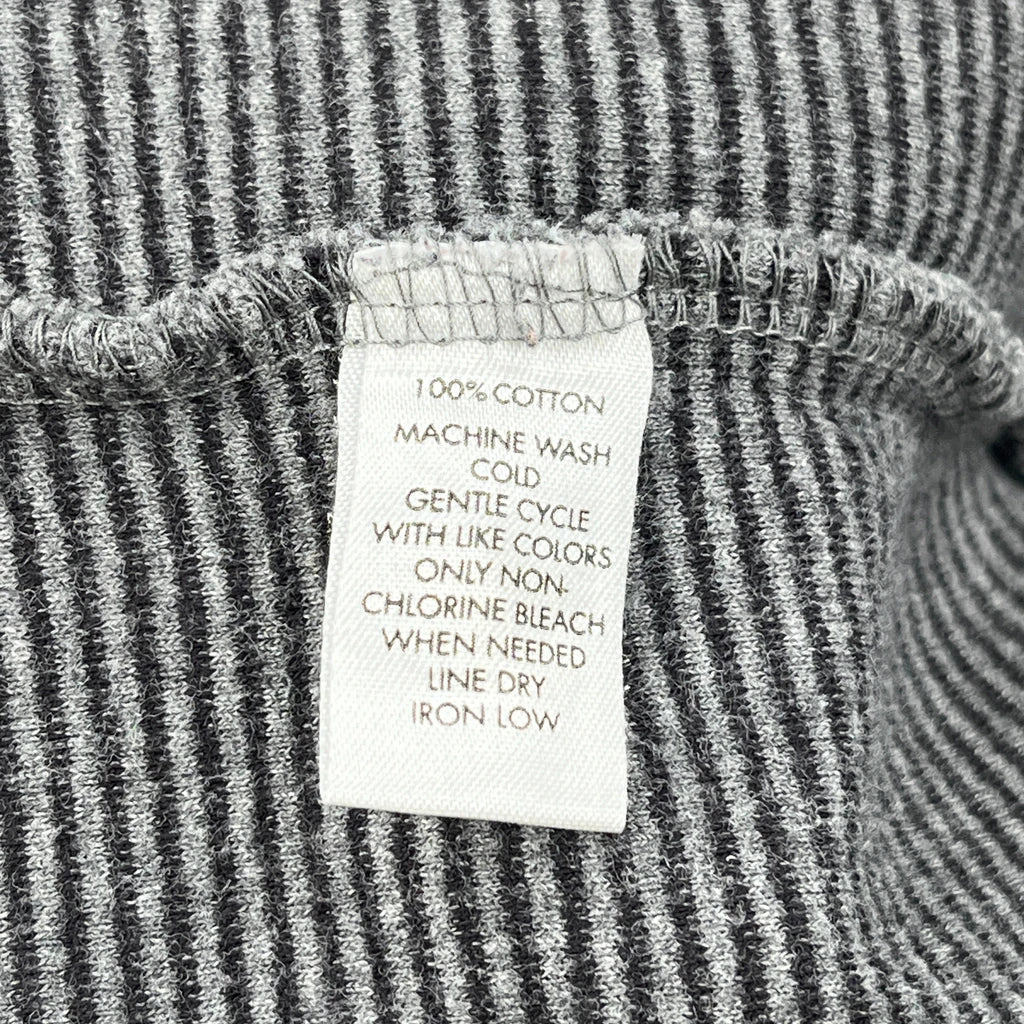 100% COTTON
MACHINE WASH
COLD
GENTLE CYCLE
WITH LIKE COLORS
ONLY NON-
CHLORINE BLEACH
WHEN NEEDED
LINE DRY
IRON LOW